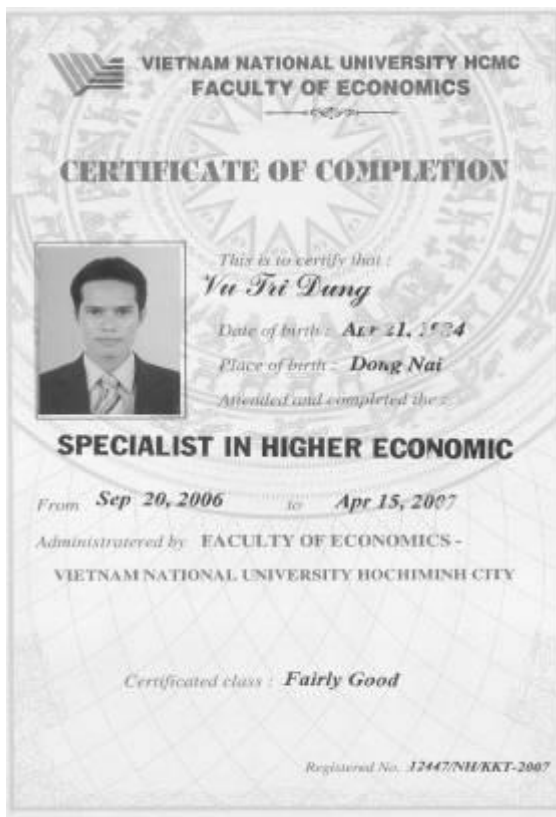 VIETNAM NATIONAL UNIVERSITY HCMC
FACULTY OF ECONOMICS
CERTIFICATE OF COMPLETION
This is to certify that :
Vu Tri Dung
Date of birth :
Place of birth : Dong Nai
Attended and completed the :
SPECIALIST IN HIGHER ECONOMIC
From Sep 20, 2006 to Apr 15, 2007
Administratered by FACULTY OF ECONOMICS -
VIETNAM NATIONAL UNIVERSITY HOCHIMINH CITY
Certificated class : Fairly Good
Registered No. :12447/NH/KKT-2007